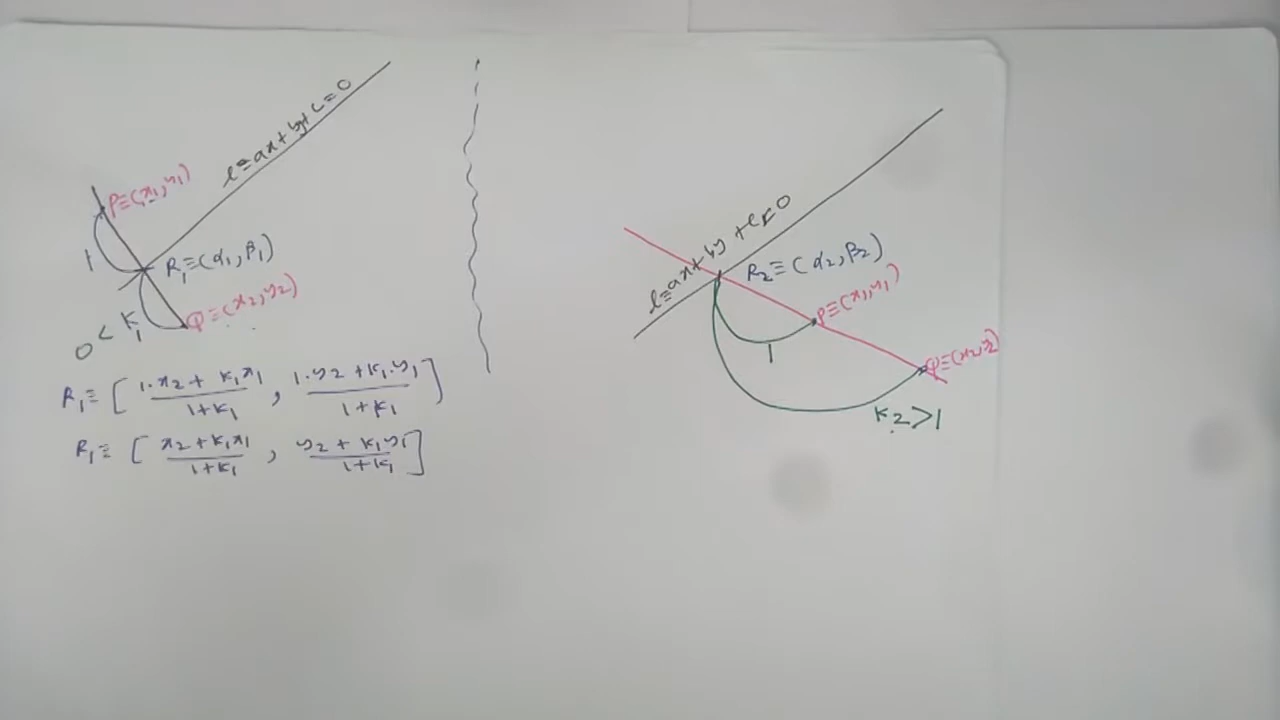 l≡ax+by+c=0
P≡(x₁,y₁)
1
R₁≡(α₁,β₁)
Q≡(x₂,y₂)
0<k₁
R₁≡[(1·x₂+k₁x₁)/(1+k₁), (1·y₂+k₁·y₁)/(1+k₁)]
R₁≡[(x₂+k₁x₁)/(1+k₁), (y₂+k₁y₁)/(1+k₁)]
l≡ax+by+c=0
R₂≡(α₂,β₂)
P≡(x₁,y₁)
1
Q≡(x₂,y₂)
k₂>1